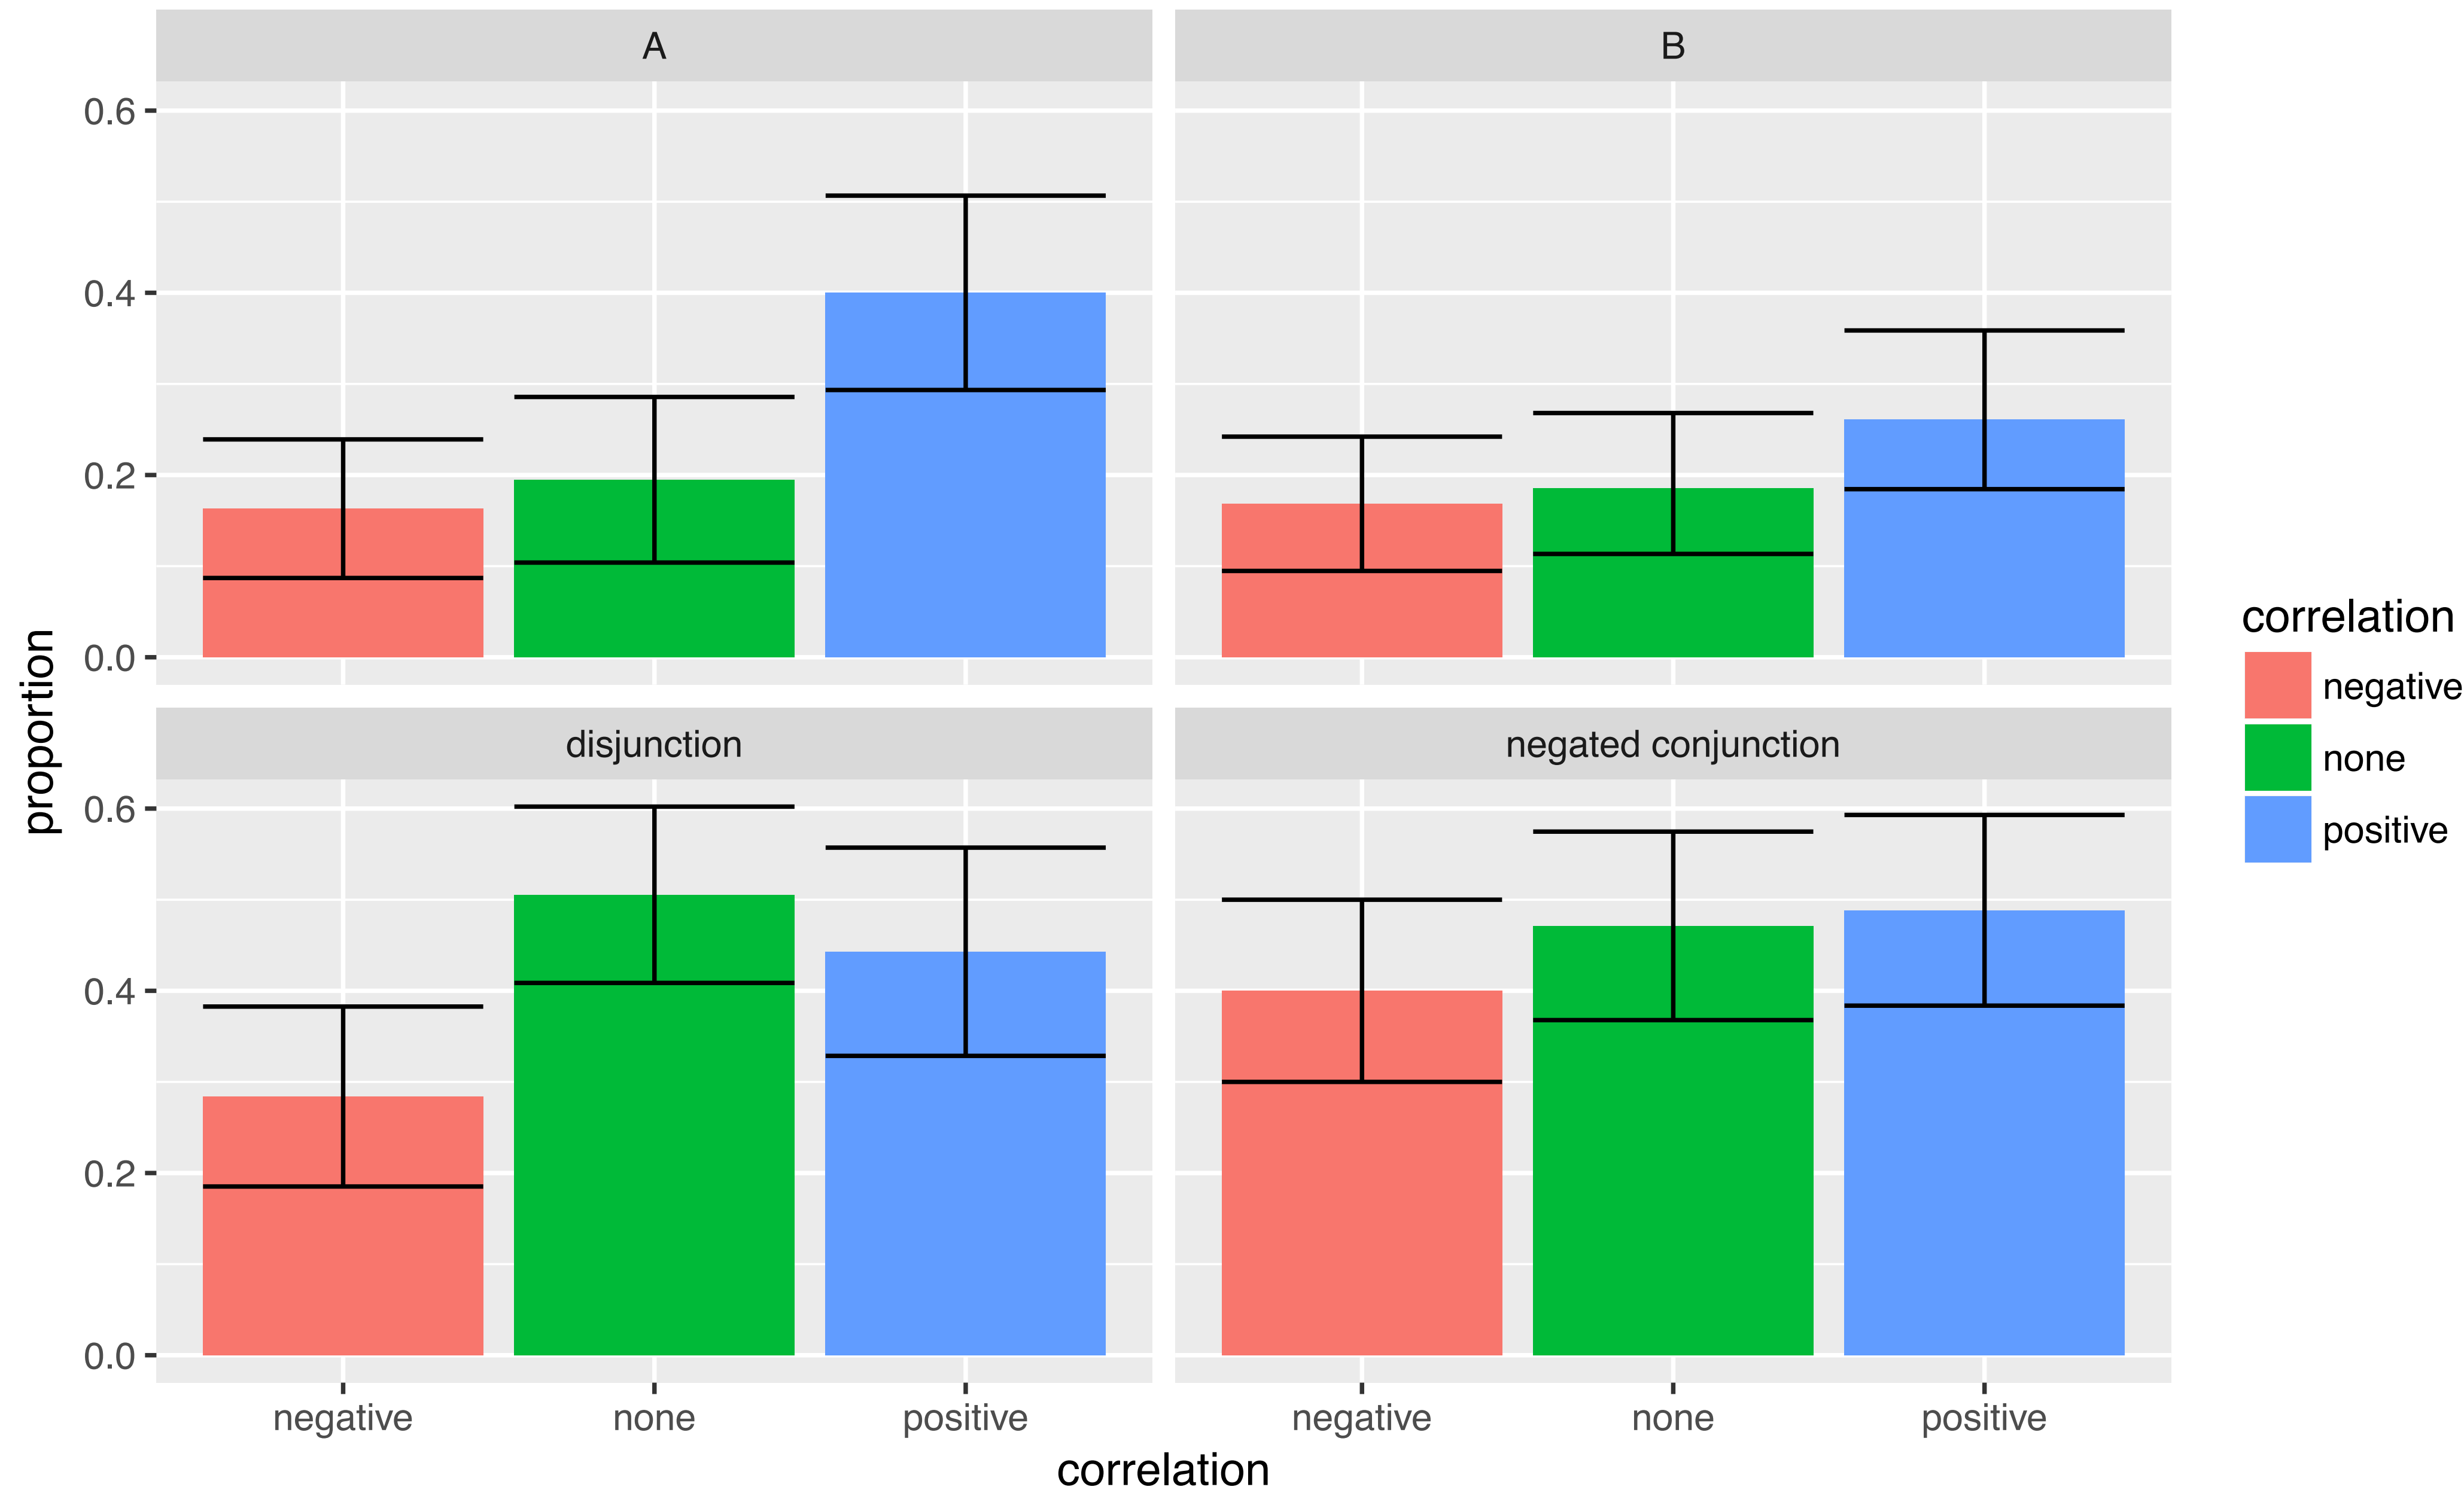 A
B
0.6
0.4
0.2
0.0
disjunction
negated conjunction
0.6
0.4
0.2
0.0
negative
none
positive
negative
none
positive
correlation
proportion
correlation
negative
none
positive